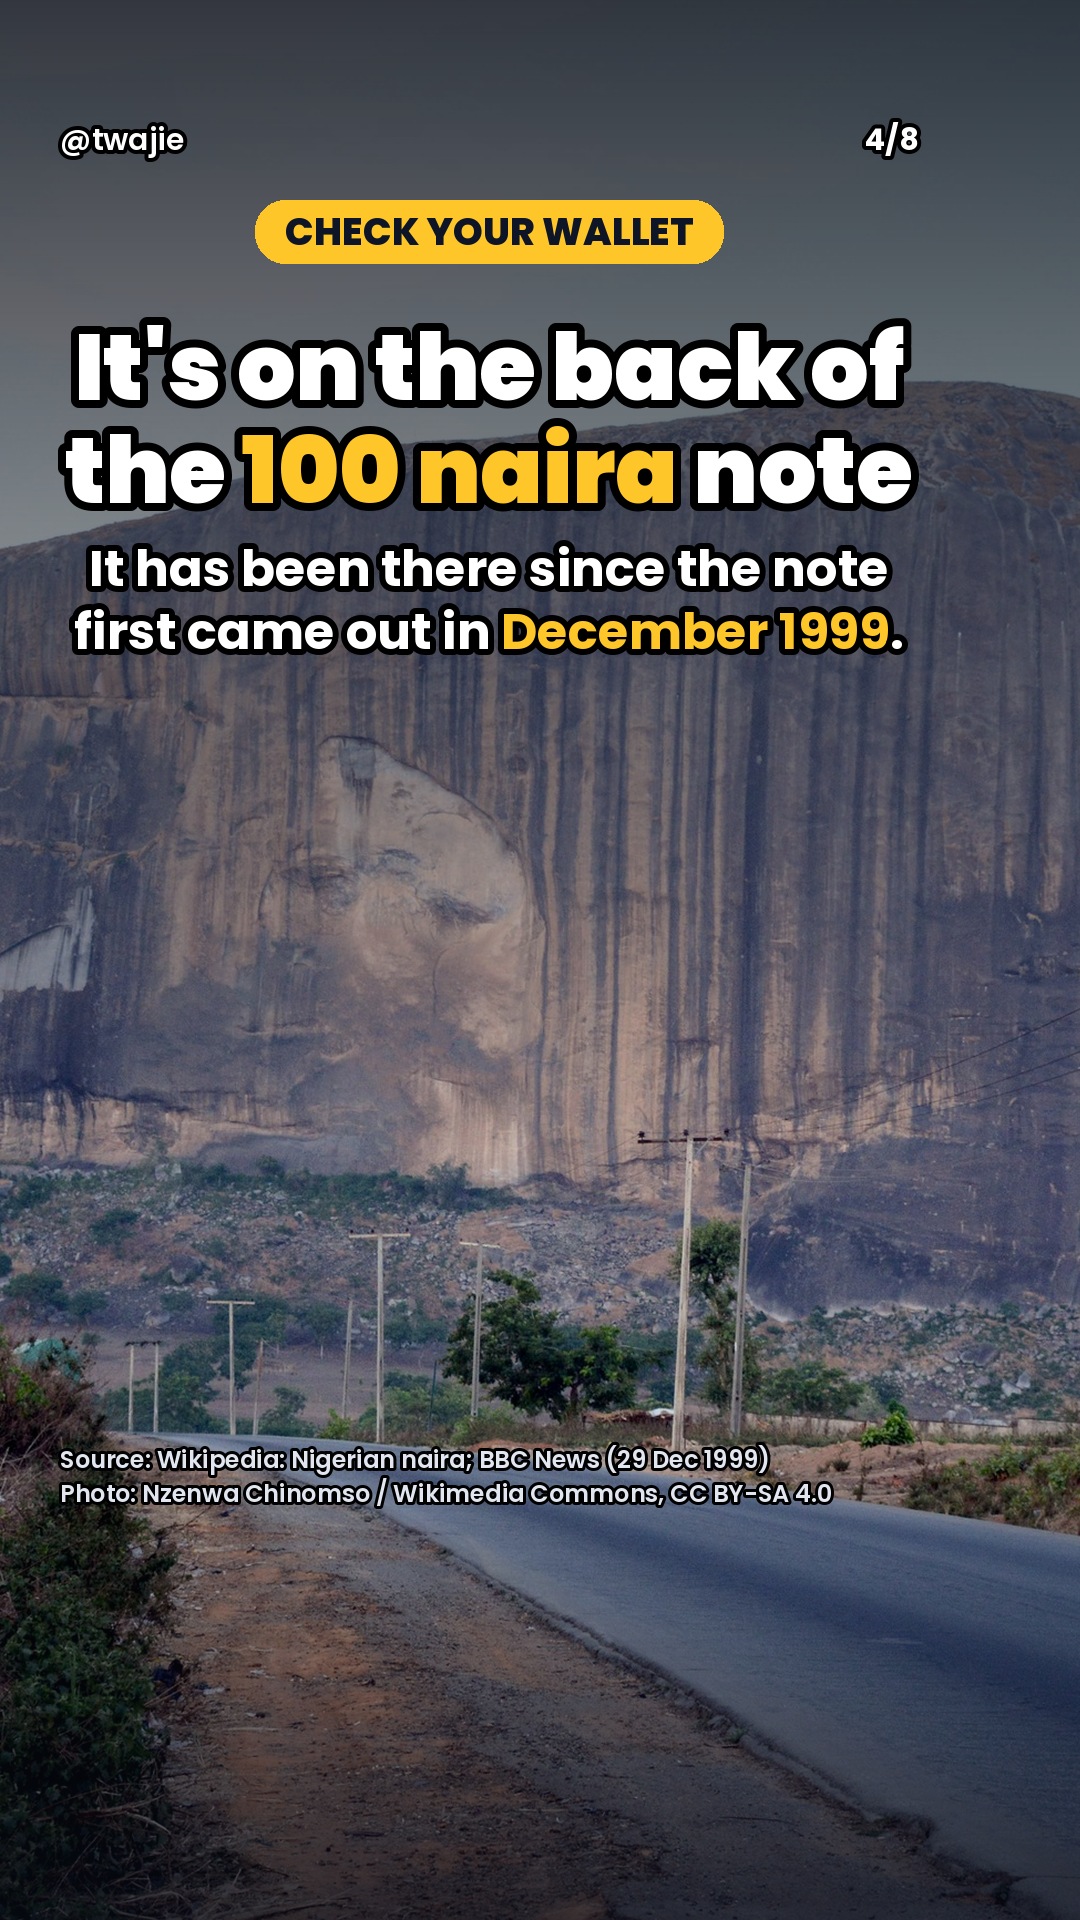 @twajie
4/8
CHECK YOUR WALLET
It's on the back of
the 100 naira note
It has been there since the note
first came out in December 1999.
Source: Wikipedia: Nigerian naira; BBC News (29 Dec 1999)
Photo: Nzenwa Chinomso / Wikimedia Commons, CC BY-SA 4.0